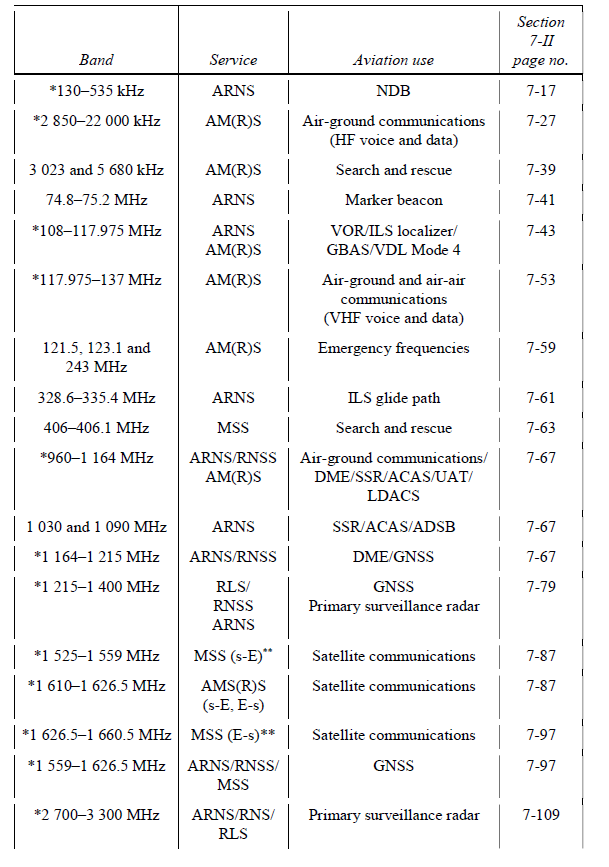 Section
7-II
Band Service Aviation use page no.
*130–535 kHz ARNS NDB 7-17
*2 850–22 000 kHz AM(R)S Air-ground communications 7-27
(HF voice and data)
3 023 and 5 680 kHz AM(R)S Search and rescue 7-39
74.8–75.2 MHz ARNS Marker beacon 7-41
*108–117.975 MHz ARNS VOR/ILS localizer/ 7-43
AM(R)S GBAS/VDL Mode 4
*117.975–137 MHz AM(R)S Air-ground and air-air 7-53
communications
(VHF voice and data)
121.5, 123.1 and AM(R)S Emergency frequencies 7-59
243 MHz
328.6–335.4 MHz ARNS ILS glide path 7-61
406–406.1 MHz MSS Search and rescue 7-63
*960–1 164 MHz ARNS/RNSS Air-ground communications/ 7-67
AM(R)S DME/SSR/ACAS/UAT/
LDACS
1 030 and 1 090 MHz ARNS SSR/ACAS/ADSB 7-67
*1 164–1 215 MHz ARNS/RNSS DME/GNSS 7-67
*1 215–1 400 MHz RLS/ GNSS 7-79
RNSS Primary surveillance radar
ARNS
*1 525–1 559 MHz MSS (s-E)** Satellite communications 7-87
*1 610–1 626.5 MHz AMS(R)S Satellite communications 7-87
(s-E, E-s)
*1 626.5–1 660.5 MHz MSS (E-s)** Satellite communications 7-97
*1 559–1 626.5 MHz ARNS/RNSS/ GNSS 7-97
MSS
*2 700–3 300 MHz ARNS/RNS/ Primary surveillance radar 7-109
RLS